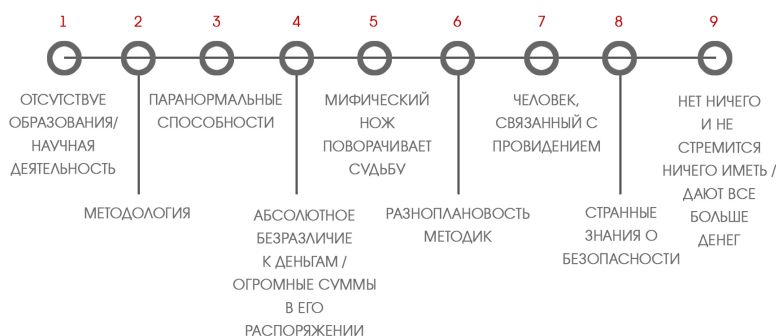 1 2 3 4 5 6 7 8 9
ОТСУТСТВУЕ
ОБРАЗОВАНИЯ/
НАУЧНАЯ
ДЕЯТЕЛЬНОСТЬ
МЕТОДОЛОГИЯ
ПАРАНОРМАЛЬНЫЕ
СПОСОБНОСТИ
АБСОЛЮТНОЕ
БЕЗРАЗЛИЧИЕ
К ДЕНЬГАМ /
ОГРОМНЫЕ СУММЫ
В ЕГО
РАСПОРЯЖЕНИИ
МИФИЧЕСКИЙ
НОЖ
ПОВОРАЧИВАЕТ
СУДЬБУ
РАЗНОПЛАНОВОСТЬ
МЕТОДИК
ЧЕЛОВЕК,
СВЯЗАННЫЙ С
ПРОВИДЕНИЕМ
СТРАННЫЕ
ЗНАНИЯ О
БЕЗОПАСНОСТИ
НЕТ НИЧЕГО
И НЕ
СТРЕМИТСЯ
НИЧЕГО ИМЕТЬ /
ДАЮТ ВСЕ
БОЛЬШЕ
ДЕНЕГ